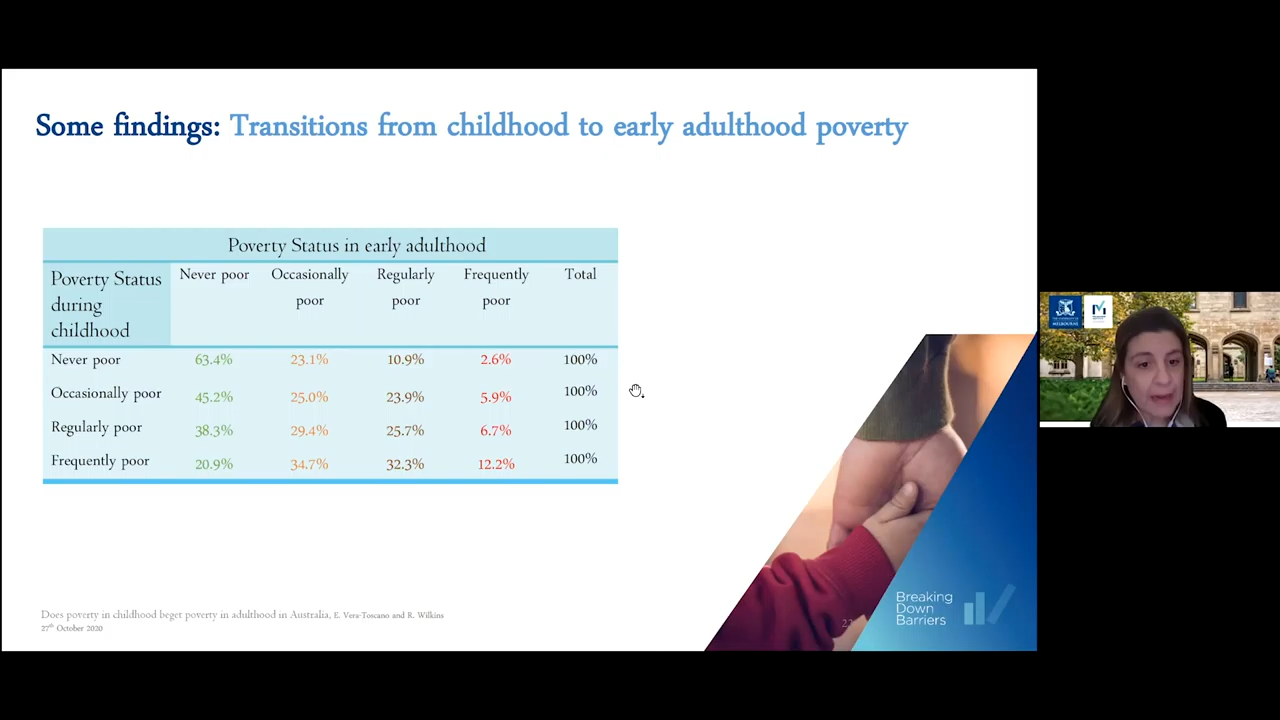 Some findings: Transitions from childhood to early adulthood poverty
Poverty Status in early adulthood
Poverty Status during childhood
Never poor
Occasionally poor
Regularly poor
Frequently poor
Total
Never poor 63.4% 23.1% 10.9% 2.6% 100%
Occasionally poor 45.2% 25.0% 23.9% 5.9% 100%
Regularly poor 38.3% 29.4% 25.7% 6.7% 100%
Frequently poor 20.9% 34.7% 32.3% 12.2% 100%
Does poverty in childhood beget poverty in adulthood in Australia, E. Vera-Toscano and R. Wilkins
27th October 2020
Breaking
Down
Barriers
MELBOURNE